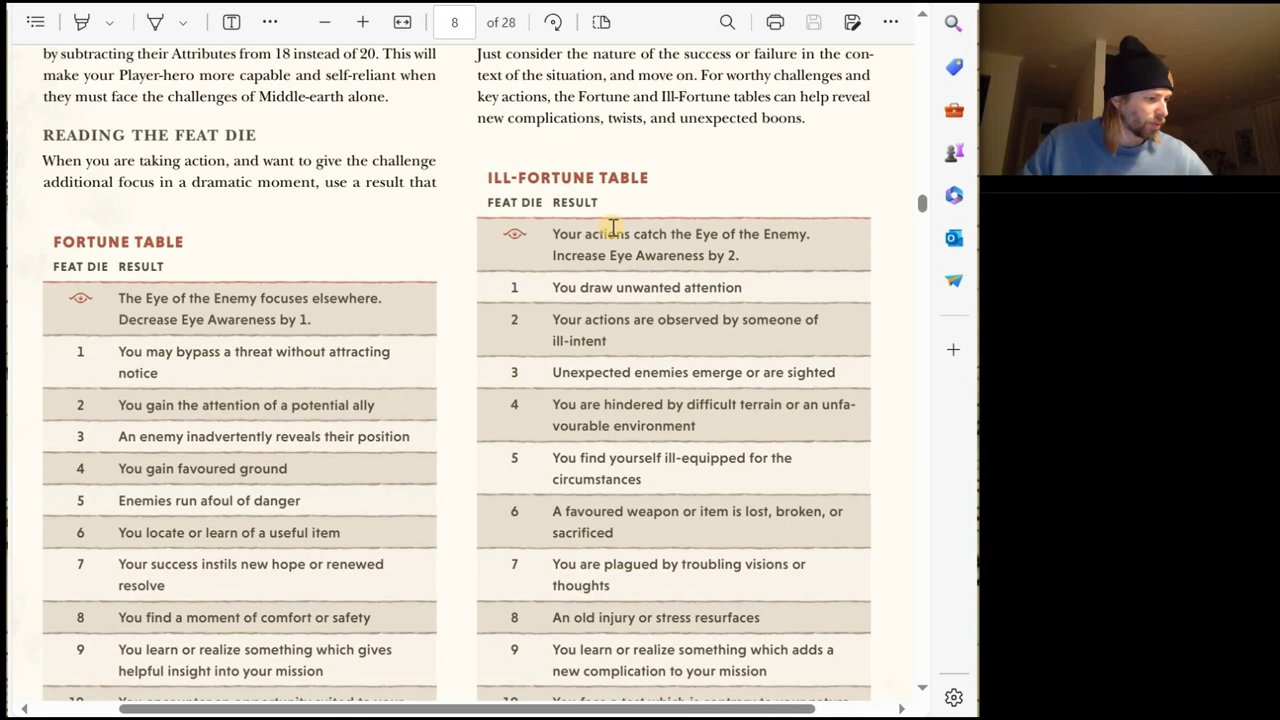 8
of 28
by subtracting their Attributes from 18 instead of 20. This will
make your Player-hero more capable and self-reliant when
they must face the challenges of Middle-earth alone.
READING THE FEAT DIE
When you are taking action, and want to give the challenge
additional focus in a dramatic moment, use a result that
FORTUNE TABLE
FEAT DIE RESULT
The Eye of the Enemy focuses elsewhere.
Decrease Eye Awareness by 1.
1 You may bypass a threat without attracting
notice
2 You gain the attention of a potential ally
3 An enemy inadvertently reveals their position
4 You gain favoured ground
5 Enemies run afoul of danger
6 You locate or learn of a useful item
7 Your success instils new hope or renewed
resolve
8 You find a moment of comfort or safety
9 You learn or realize something which gives
helpful insight into your mission
Just consider the nature of the success or failure in the con-
text of the situation, and move on. For worthy challenges and
key actions, the Fortune and Ill-Fortune tables can help reveal
new complications, twists, and unexpected boons.
ILL-FORTUNE TABLE
FEAT DIE RESULT
Your actions catch the Eye of the Enemy.
Increase Eye Awareness by 2.
1 You draw unwanted attention
2 Your actions are observed by someone of
ill-intent
3 Unexpected enemies emerge or are sighted
4 You are hindered by difficult terrain or an unfa-
vourable environment
5 You find yourself ill-equipped for the
circumstances
6 A favoured weapon or item is lost, broken, or
sacrificed
7 You are plagued by troubling visions or
thoughts
8 An old injury or stress resurfaces
9 You learn or realize something which adds a
new complication to your mission